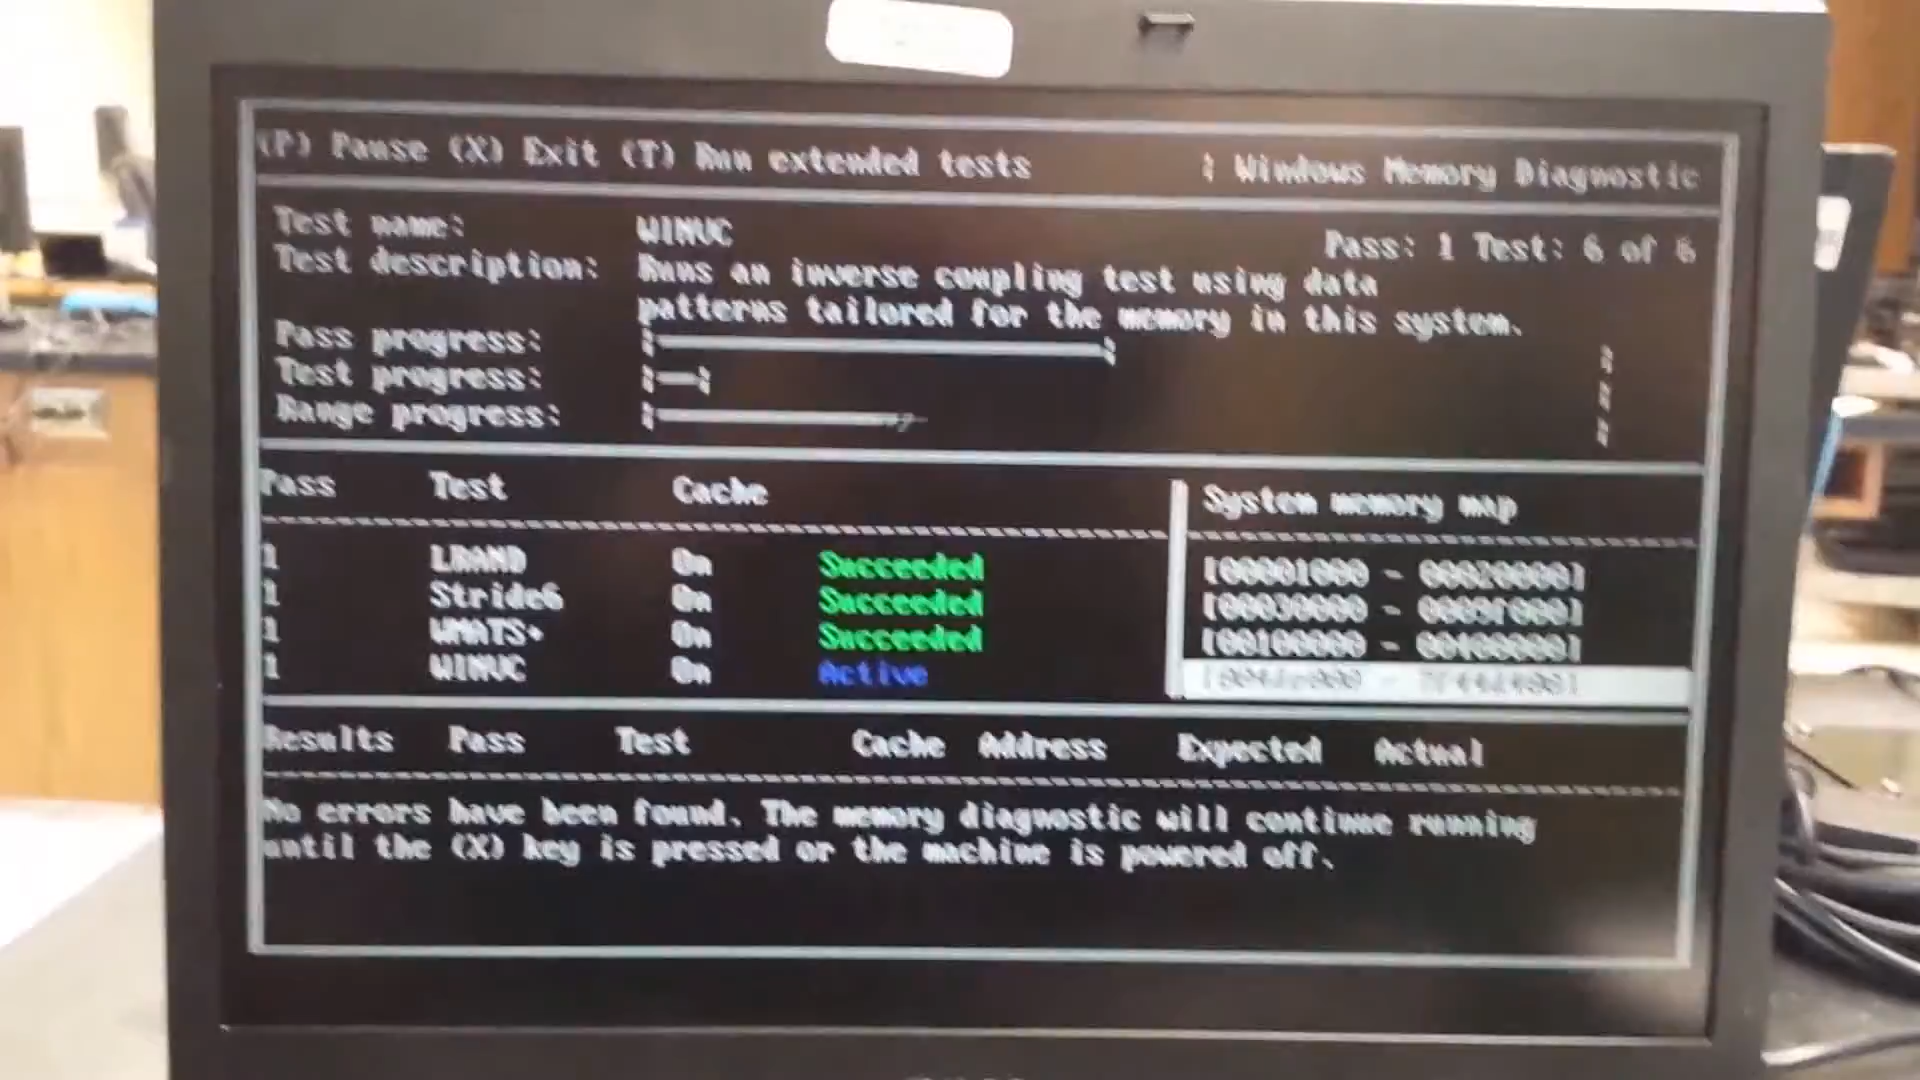 (P) Pause (X) Exit (T) Run extended tests | Windows Memory Diagnostic
Test name: WINVC
Pass: 1 Test: 6 of 6
Test description: Runs an inverse coupling test using data
patterns tailored for the memory in this system.
Pass progress:
Test progress:
Range progress:
Pass Test Cache
System memory map
1 LRAND On Succeeded
[00001000 - 00020000]
1 Stride6 On Succeeded
[00030000 - 0009f000]
1 WMATS+ On Succeeded
[00100000 - 00400000]
1 WINVC On Active
Results Pass Test Cache Address Expected Actual
No errors have been found. The memory diagnostic will continue running
until the (X) key is pressed or the machine is powered off.